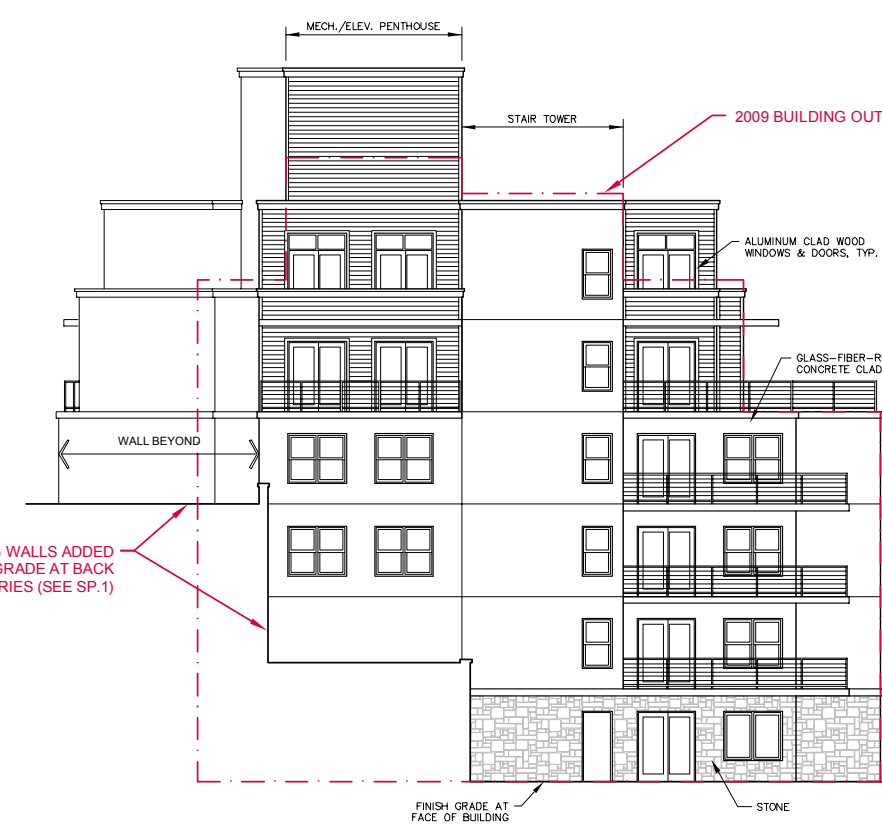 MECH./ELEV. PENTHOUSE
STAIR TOWER
2009 BUILDING OUT
ALUMINUM CLAD WOOD
WINDOWS & DOORS, TYP.
GLASS-FIBER-R
CONCRETE CLAD
WALL BEYOND
WALLS ADDED
GRADE AT BACK
RIES (SEE SP.1)
FINISH GRADE AT
FACE OF BUILDING
STONE